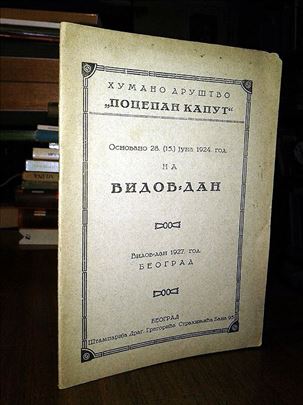 ХУМАНО ДРУШТВО
„ПОЦЕПАН КАПУТ“
Основано 28. (15.) Јуна 1924. год.
НА
ВИДОВ-ДАН
Видов-дан 1927. год.
БЕОГРАД
БЕОГРАД
Штампарија Драг. Грегорића, Страхинића Бана 95